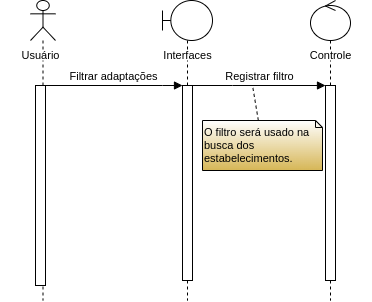 Usuário Interfaces Controle
Filtrar adaptações Registrar filtro
O filtro será usado na
busca dos
estabelecimentos.